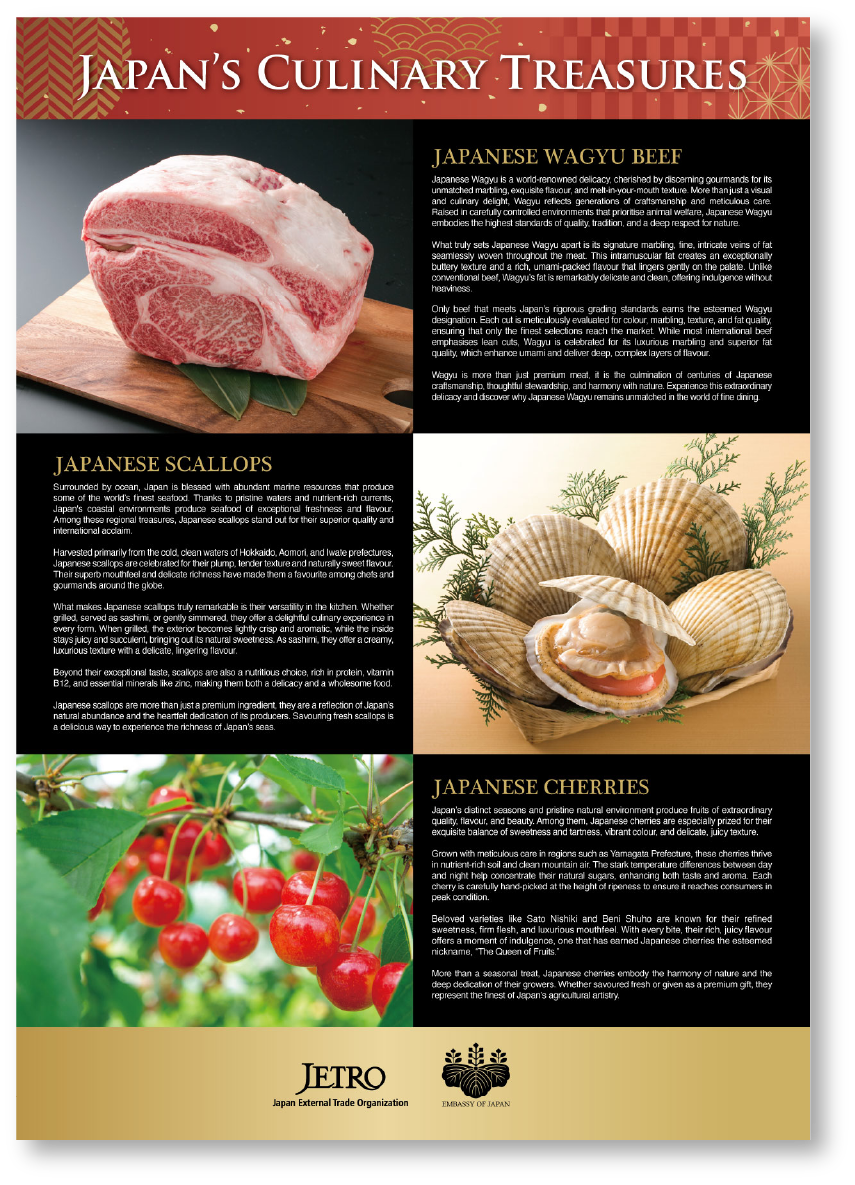 JAPAN'S CULINARY TREASURES
JAPANESE WAGYU BEEF
Japanese Wagyu is a world-renowned delicacy, cherished by discerning gourmands for its
unmatched marbling, exquisite flavour, and melt-in-your-mouth texture. More than just a visual
and culinary delight, Wagyu reflects generations of craftsmanship and meticulous care.
Raised in carefully controlled environments that prioritise animal welfare, Japanese Wagyu
embodies the highest standards of quality, tradition, and a deep respect for nature.
What truly sets Japanese Wagyu apart is its signature marbling, fine, intricate veins of fat
seamlessly woven throughout the meat. This intramuscular fat creates an exceptionally
buttery texture and a rich, umami-packed flavour that lingers gently on the palate. Unlike
conventional beef, Wagyu's fat is remarkably delicate and clean, offering indulgence without
heaviness.
Only beef that meets Japan's rigorous grading standards earns the esteemed Wagyu
designation. Each cut is meticulously evaluated for colour, marbling, texture, and fat quality,
ensuring that only the finest selections reach the market. While most international beef
emphasises lean cuts, Wagyu is celebrated for its luxurious marbling and superior fat
quality, which enhance umami and deliver deep, complex layers of flavour.
Wagyu is more than just premium meat, it is the culmination of centuries of Japanese
craftsmanship, thoughtful stewardship, and harmony with nature. Experience this extraordinary
delicacy and discover why Japanese Wagyu remains unmatched in the world of fine dining.
JAPANESE SCALLOPS
Surrounded by ocean, Japan is blessed with abundant marine resources that produce
some of the world's finest seafood. Thanks to pristine waters and nutrient-rich currents,
Japan's coastal environments produce seafood of exceptional freshness and flavour.
Among these regional treasures, Japanese scallops stand out for their superior quality and
international acclaim.
Harvested primarily from the cold, clean waters of Hokkaido, Aomori, and Iwate prefectures,
Japanese scallops are celebrated for their plump, tender texture and naturally sweet flavour.
Their superb mouthfeel and delicate richness have made them a favourite among chefs and
gourmands around the globe.
What makes Japanese scallops truly remarkable is their versatility in the kitchen. Whether
grilled, served as sashimi, or gently simmered, they offer a delightful culinary experience in
every form. When grilled, the exterior becomes lightly crisp and aromatic, while the inside
stays juicy and succulent, bringing out its natural sweetness. As sashimi, they offer a creamy,
luxurious texture with a delicate, lingering flavour.
Beyond their exceptional taste, scallops are also a nutritious choice, rich in protein, vitamin
B12, and essential minerals like zinc, making them both a delicacy and a wholesome food.
Japanese scallops are more than just a premium ingredient, they are a reflection of Japan's
natural abundance and the heartfelt dedication of its producers. Savouring fresh scallops is
a delicious way to experience the richness of Japan's seas.
JAPANESE CHERRIES
Japan's distinct seasons and pristine natural environment produce fruits of extraordinary
quality, flavour, and beauty. Among them, Japanese cherries are especially prized for their
exquisite balance of sweetness and tartness, vibrant colour, and delicate, juicy texture.
Grown with meticulous care in regions such as Yamagata Prefecture, these cherries thrive
in nutrient-rich soil and clean mountain air. The stark temperature differences between day
and night help concentrate their natural sugars, enhancing both taste and aroma. Each
cherry is carefully hand-picked at the height of ripeness to ensure it reaches consumers in
peak condition.
Beloved varieties like Sato Nishiki and Beni Shuho are known for their refined
sweetness, firm flesh, and luxurious mouthfeel. With every bite, their rich, juicy flavour
offers a moment of indulgence, one that has earned Japanese cherries the esteemed
nickname, "The Queen of Fruits."
More than a seasonal treat, Japanese cherries embody the harmony of nature and the
deep dedication of their growers. Whether savoured fresh or given as a premium gift, they
represent the finest of Japan's agricultural artistry.
JETRO
Japan External Trade Organization
EMBASSY OF JAPAN